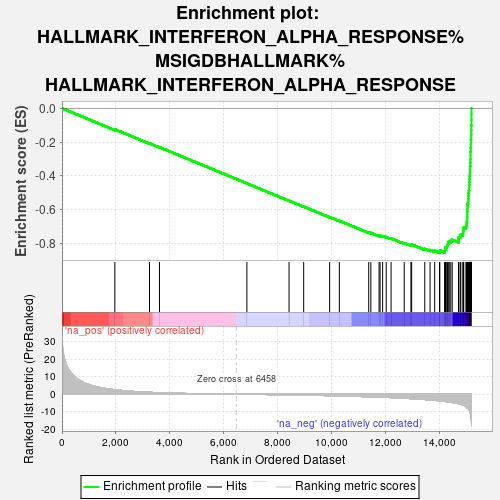 Enrichment plot:
HALLMARK_INTERFERON_ALPHA_RESPONSE%
MSIGDBHALLMARK%
HALLMARK_INTERFERON_ALPHA_RESPONSE
Enrichment score (ES)
0.0
-0.2
-0.4
-0.6
-0.8
'na_pos' (positively correlated)
Ranked list metric (PreRanked)
30
20
10
0
-10
-20
Zero cross at 6458
'na_neg' (negatively correlated)
0 2,000 4,000 6,000 8,000 10,000 12,000 14,000
Rank in Ordered Dataset
Enrichment profile Hits Ranking metric scores